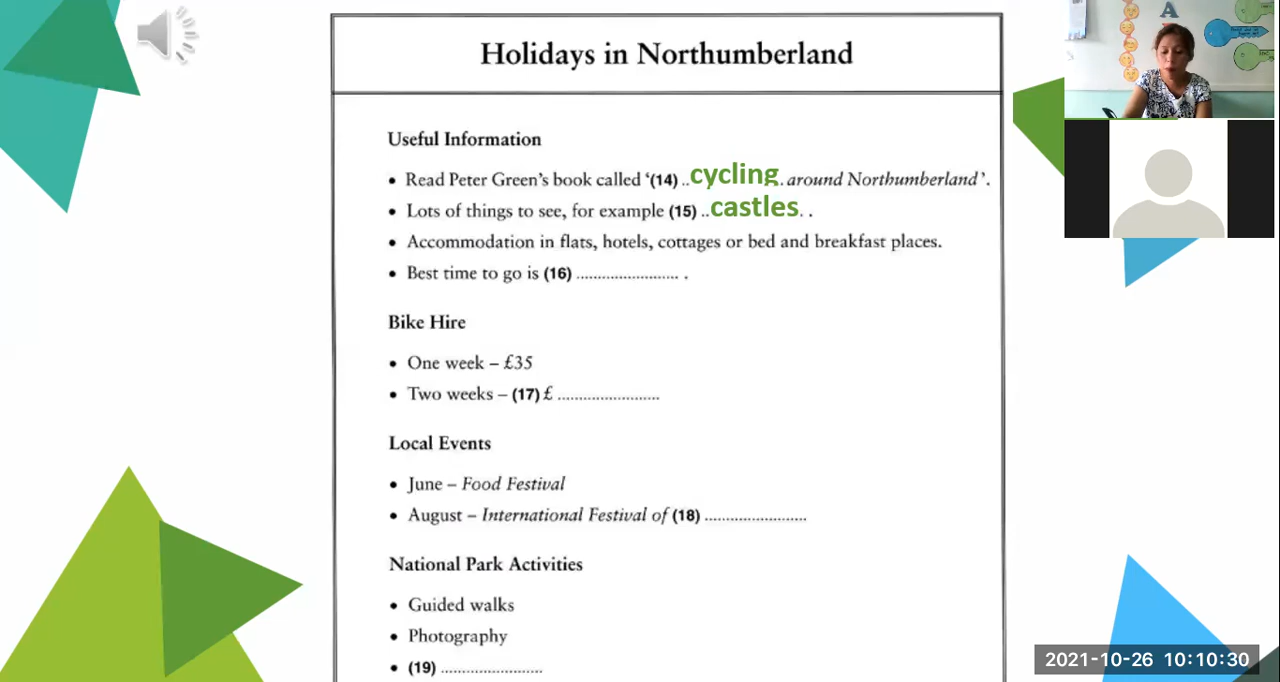 Holidays in Northumberland
Useful Information
• Read Peter Green's book called '(14) ..cycling. . around Northumberland'.
• Lots of things to see, for example (15) ..castles. . .
• Accommodation in flats, hotels, cottages or bed and breakfast places.
• Best time to go is (16) ........................ .
Bike Hire
• One week – £35
• Two weeks – (17) £ ........................
Local Events
• June – Food Festival
• August – International Festival of (18) ........................
National Park Activities
• Guided walks
• Photography
• (19) ........................
A
2021-10-26 10:10:30